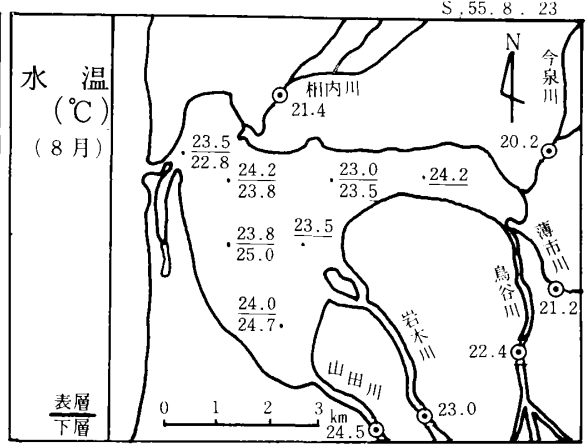 S.55.8.23
水温
(℃)
(8月)
N
今泉川
相内川
21.4
20.2
23.5
22.8
24.2
23.8
23.0
23.5
24.2
23.8
25.0
23.5
薄市川
鳥谷川
21.2
24.0
24.7
岩木川
22.4
山田川
表層
下層
0 1 2 3
km
23.0
24.5